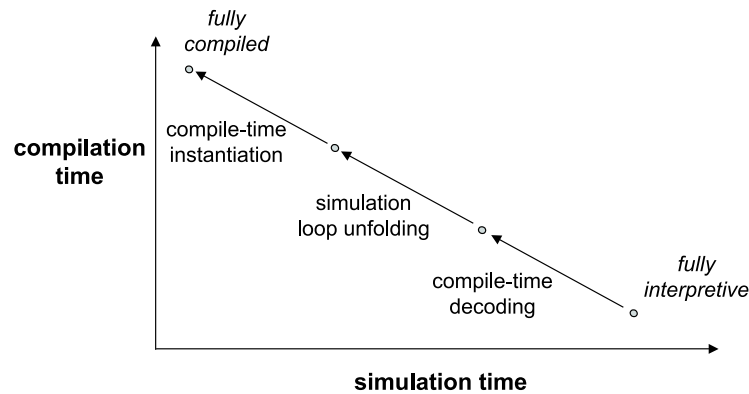 fully
compiled
compile-time
instantiation
compilation
time
simulation
loop unfolding
compile-time
decoding
fully
interpretive
simulation time